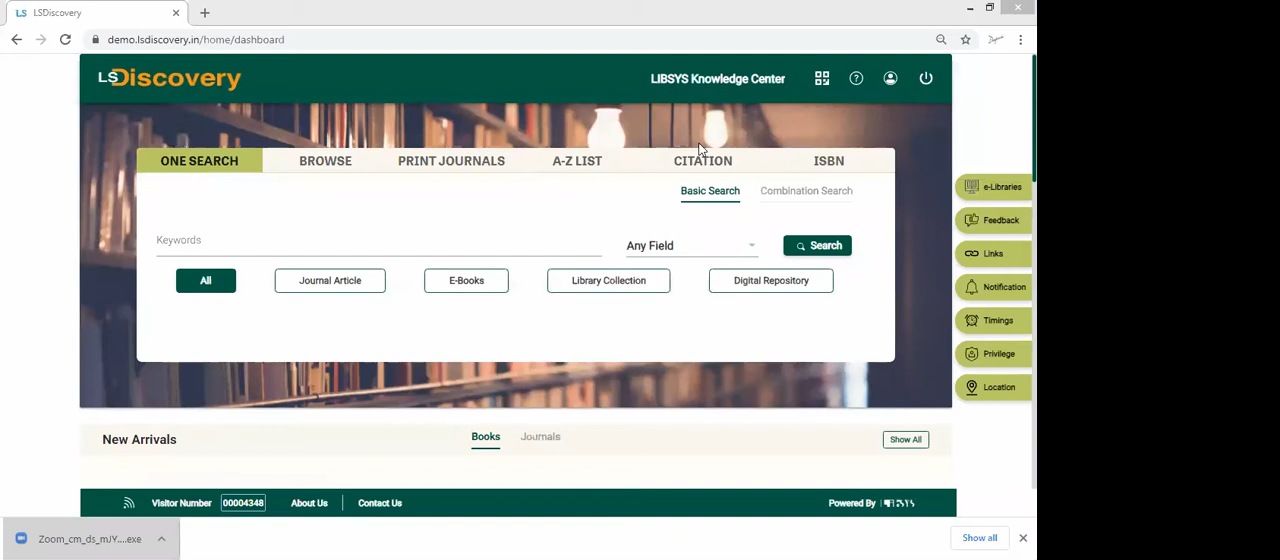 LS LSDiscovery
demo.lsdiscovery.in/home/dashboard
LSDiscovery
LIBSYS Knowledge Center
ONE SEARCH BROWSE PRINT JOURNALS A-Z LIST CITATION ISBN
Basic Search Combination Search
Keywords Any Field Search
All Journal Article E-Books Library Collection Digital Repository
e-Libraries
Feedback
Links
Notification
Timings
Privilege
Location
New Arrivals Books Journals Show All
Visitor Number 00004348 About Us Contact Us Powered By
Zoom_cm_ds_mJY....exe Show all